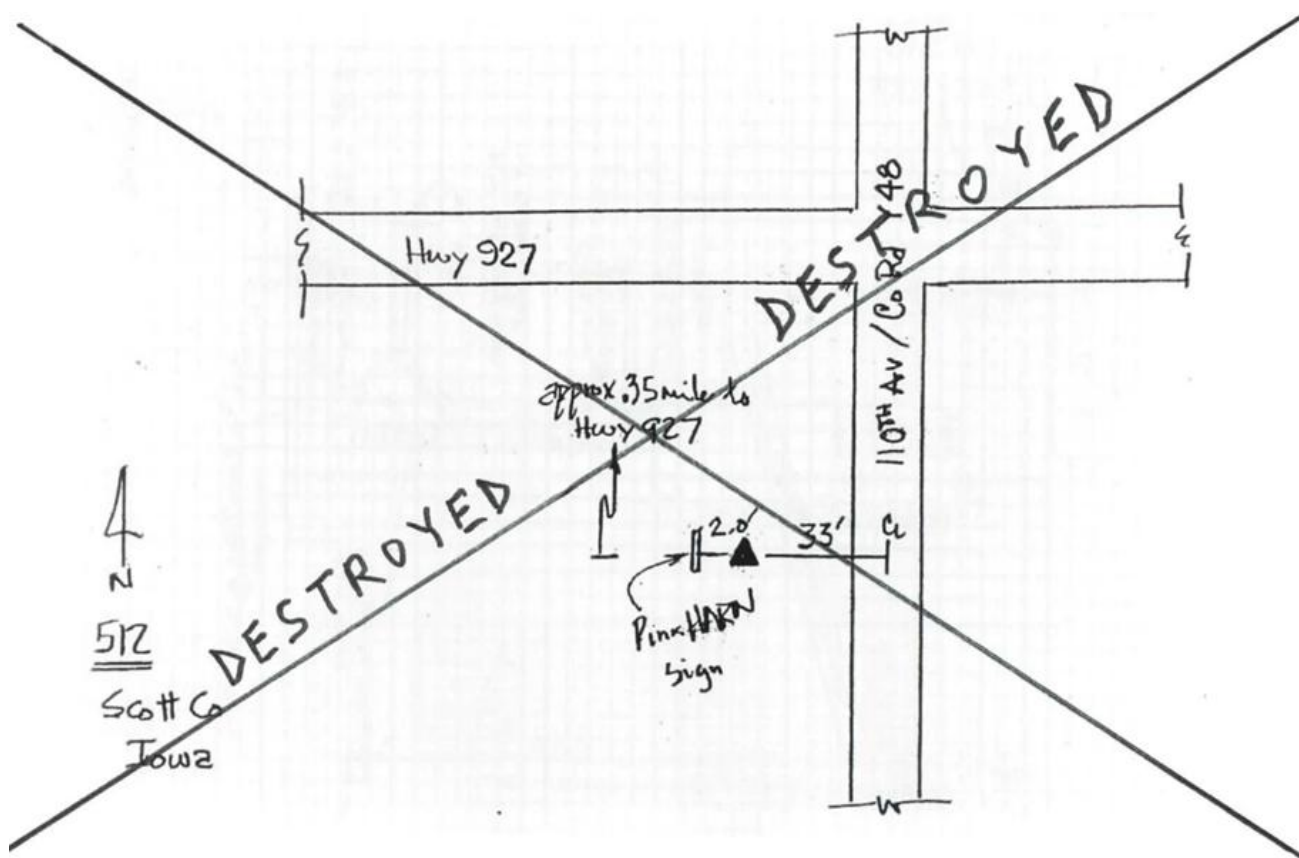 DESTROYED
Hwy 927
110TH AV / Co Rd Y48
approx .35 mile to
Hwy 927
N
2.0'
33'
CL
Pink HARN
sign
DESTROYED
N
512
Scott Co
Iowa